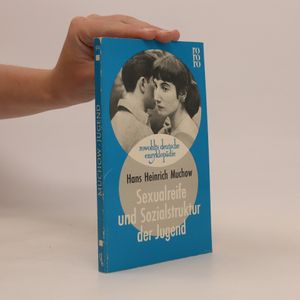 ro
ro
ro
rowohlts deutsche
enzyklopädie
Hans Heinrich Muchow
Sexualreife
und Sozialstruktur
der Jugend
MUCHOW · JUGEND